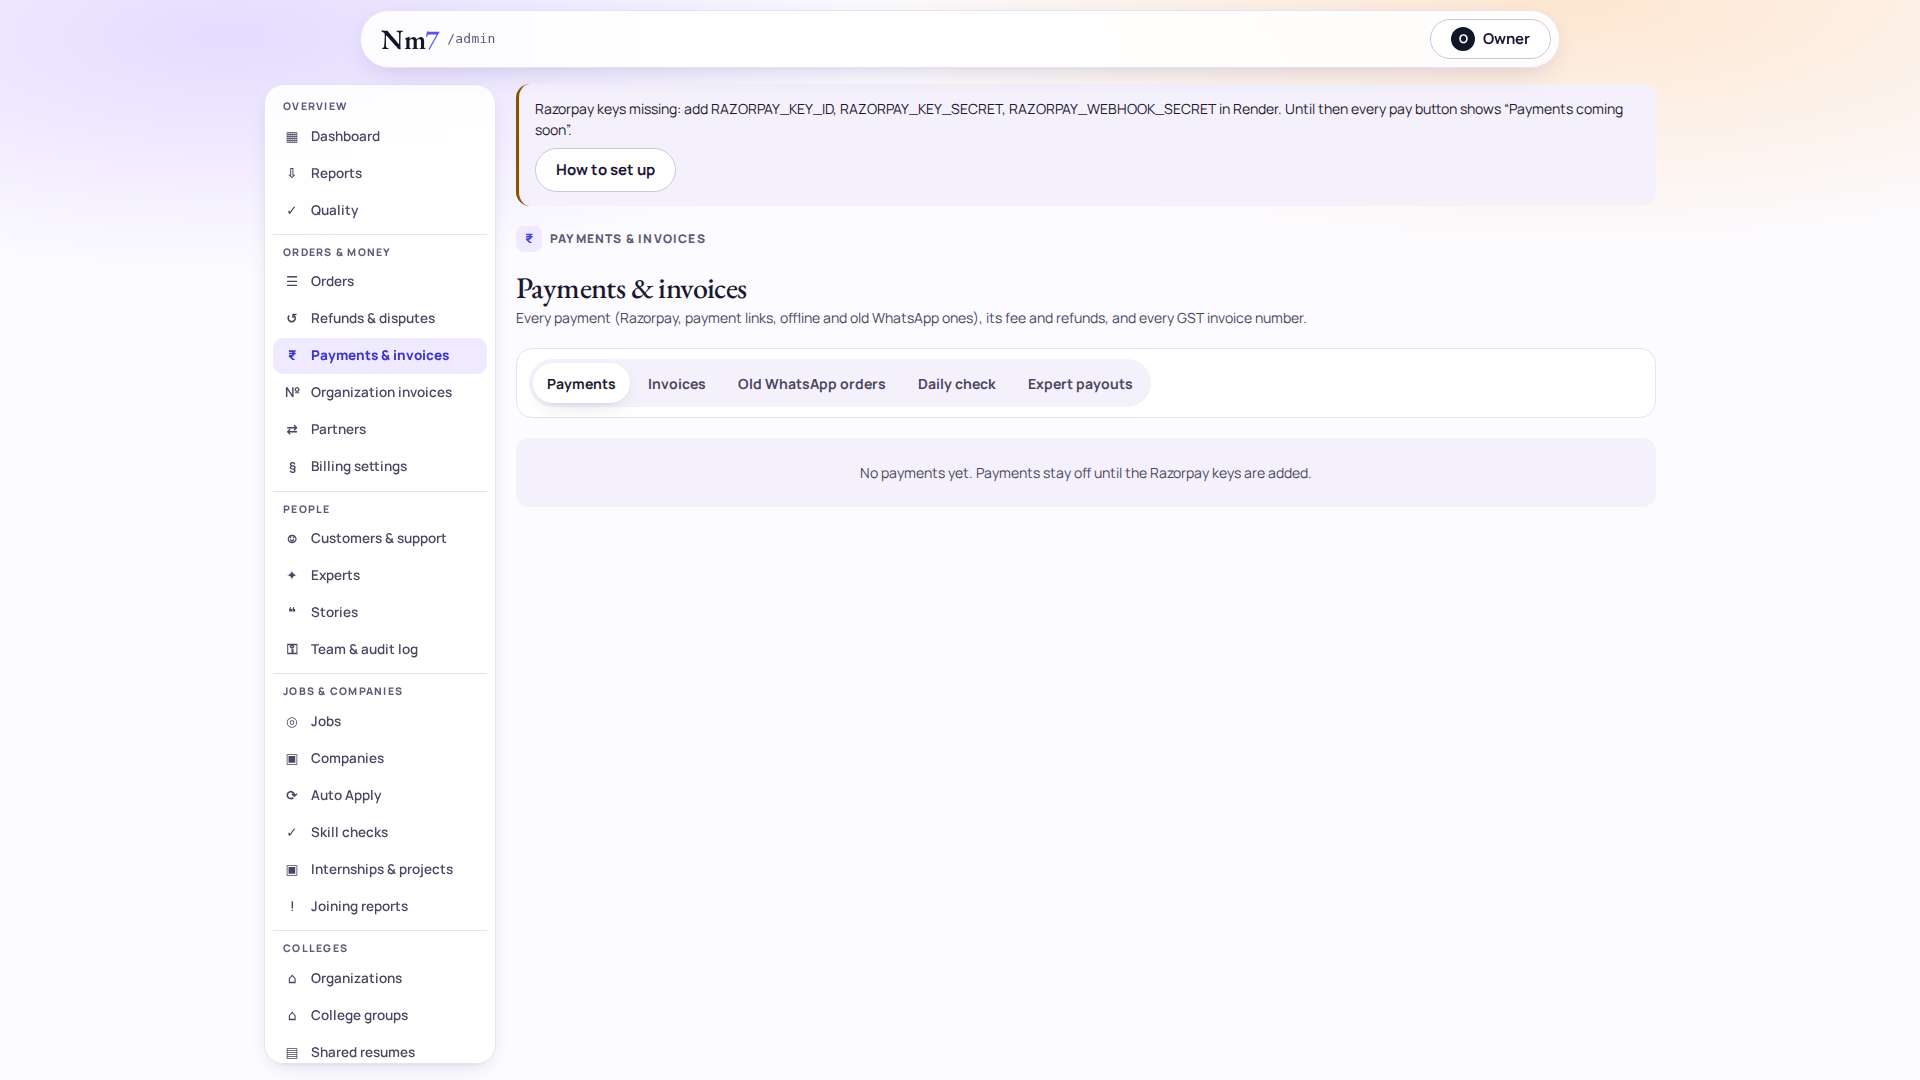 Nm7 /admin
O Owner
OVERVIEW
Dashboard
Reports
Quality
ORDERS & MONEY
Orders
Refunds & disputes
₹ Payments & invoices
Nº Organization invoices
Partners
§ Billing settings
PEOPLE
Customers & support
Experts
❝ Stories
Team & audit log
JOBS & COMPANIES
Jobs
Companies
Auto Apply
Skill checks
Internships & projects
! Joining reports
COLLEGES
Organizations
College groups
Shared resumes
Razorpay keys missing: add RAZORPAY_KEY_ID, RAZORPAY_KEY_SECRET, RAZORPAY_WEBHOOK_SECRET in Render. Until then every pay button shows “Payments coming
soon”.
How to set up
₹ PAYMENTS & INVOICES
Payments & invoices
Every payment (Razorpay, payment links, offline and old WhatsApp ones), its fee and refunds, and every GST invoice number.
Payments Invoices Old WhatsApp orders Daily check Expert payouts
No payments yet. Payments stay off until the Razorpay keys are added.